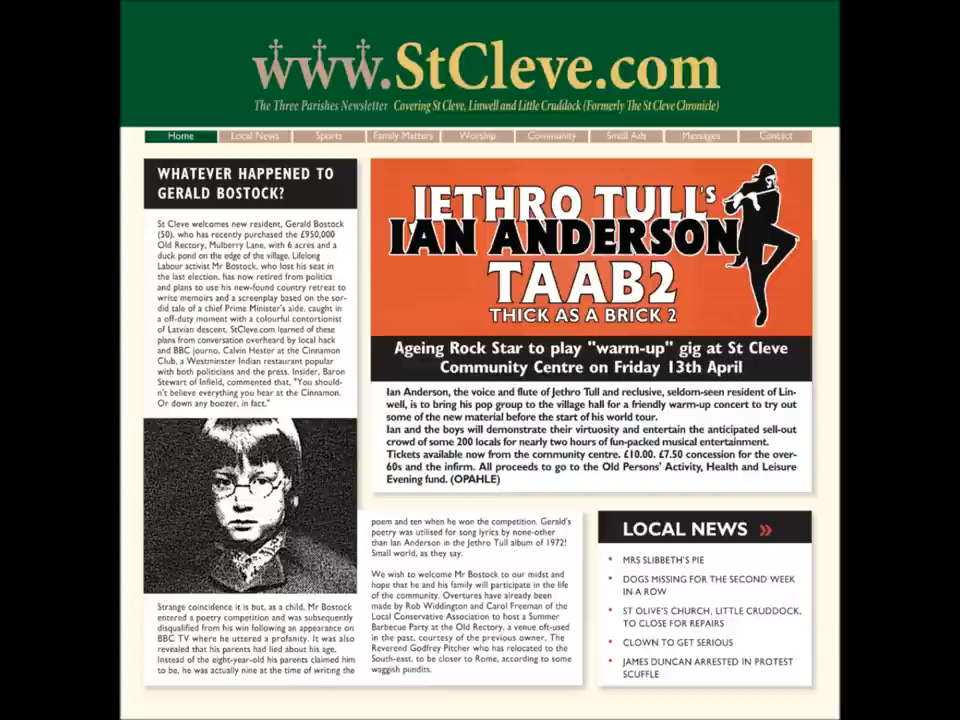 www.StCleve.com
The Three Parishes Newsletter Covering St Cleve, Linwell and Little Cruddock (Formerly The St Cleve Chronicle)
Home Local News Sports Family Matters Worship Community Small Ads Messages Contact
WHATEVER HAPPENED TO
GERALD BOSTOCK?
St Cleve welcomes new resident, Gerald Bostock
(50), who has recently purchased the £950,000
Old Rectory, Mulberry Lane, with 6 acres and a
duck pond on the edge of the village. Lifelong
Labour activist Mr Bostock, who lost his seat in
the last election, has now retired from politics
and plans to use his new-found country retreat to
write memoirs and a screenplay based on the sor-
did tale of a chief Prime Minister's aide, caught in
a off-duty moment with a colourful contortionist
of Latvian descent. StCleve.com learned of these
plans from conversation overheard by local hack
and BBC journo, Calvin Hester at the Cinnamon
Club, a Westminster Indian restaurant popular
with both politicians and the press. Insider, Baron
Stewart of Infield, commented that, "You should-
n't believe everything you hear at the Cinnamon.
Or down any boozer, in fact."
Strange coincidence it is but, as a child, Mr Bostock
entered a poetry competition and was subsequently
disqualified from his win following an appearance on
BBC TV where he uttered a profanity. It was also
revealed that his parents had lied about his age.
Instead of the eight-year-old his parents claimed him
to be, he was actually nine at the time of writing the
poem and ten when he won the competition. Gerald's
poetry was utilised for song lyrics by none-other
than Ian Anderson in the Jethro Tull album of 1972!
Small world, as they say.
We wish to welcome Mr Bostock to our midst and
hope that he and his family will participate in the life
of the community. Overtures have already been
made by Rob Widdington and Carol Freeman of the
Local Conservative Association to host a Summer
Barbecue Party at the Old Rectory, a venue oft-used
in the past, courtesy of the previous owner, The
Reverend Godfrey Pitcher who has relocated to the
South-east, to be closer to Rome, according to some
waggish pundits.
JETHRO TULL's
IAN ANDERSON
TAAB2
THICK AS A BRICK 2
Ageing Rock Star to play "warm-up" gig at St Cleve
Community Centre on Friday 13th April
Ian Anderson, the voice and flute of Jethro Tull and reclusive, seldom-seen resident of Lin-
well, is to bring his pop group to the village hall for a friendly warm-up concert to try out
some of the new material before the start of his world tour.
Ian and the boys will demonstrate their virtuosity and entertain the anticipated sell-out
crowd of some 200 locals for nearly two hours of fun-packed musical entertainment.
Tickets available now from the community centre. £10.00. £7.50 concession for the over-
60s and the infirm. All proceeds to go to the Old Persons' Activity, Health and Leisure
Evening fund. (OPAHLE)
LOCAL NEWS »
• MRS SLIBBETH'S PIE
• DOGS MISSING FOR THE SECOND WEEK
IN A ROW
• ST OLIVE'S CHURCH, LITTLE CRUDDOCK,
TO CLOSE FOR REPAIRS
• CLOWN TO GET SERIOUS
• JAMES DUNCAN ARRESTED IN PROTEST
SCUFFLE